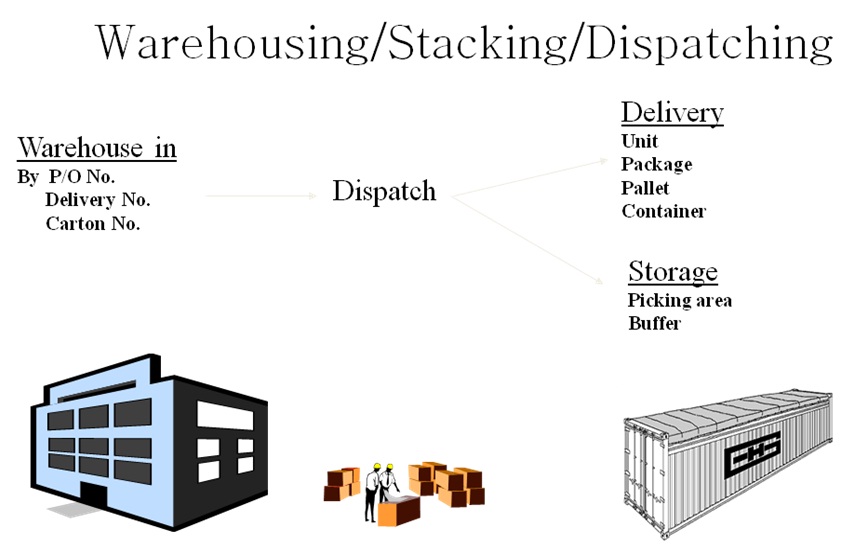 Warehousing/Stacking/Dispatching
Warehouse in
By P/O No.
Delivery No.
Carton No.
Dispatch
Delivery
Unit
Package
Pallet
Container
Storage
Picking area
Buffer